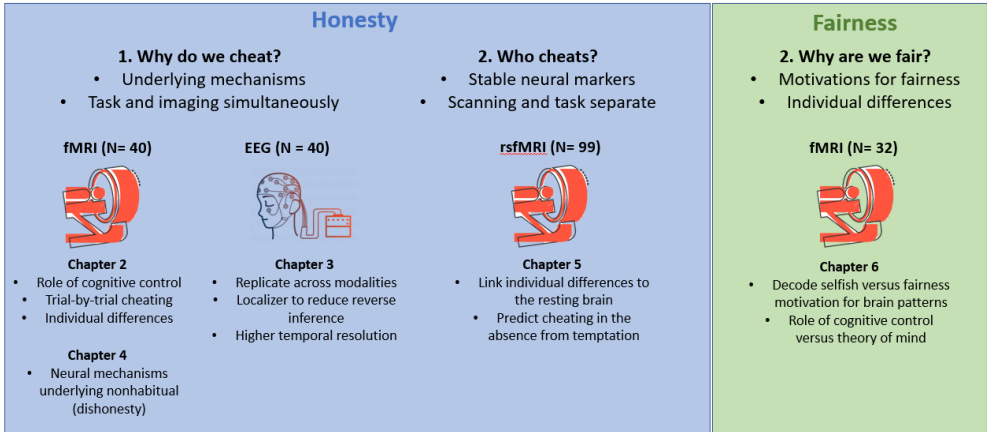 Honesty
1. Why do we cheat?
• Underlying mechanisms
• Task and imaging simultaneously
fMRI (N= 40)
Chapter 2
• Role of cognitive control
• Trial-by-trial cheating
• Individual differences
Chapter 4
• Neural mechanisms
underlying nonhabitual
(dishonesty)
EEG (N = 40)
Chapter 3
• Replicate across modalities
• Localizer to reduce reverse
inference
• Higher temporal resolution
2. Who cheats?
• Stable neural markers
• Scanning and task separate
rsfMRI (N= 99)
Chapter 5
• Link individual differences to
the resting brain
• Predict cheating in the
absence from temptation
Fairness
2. Why are we fair?
• Motivations for fairness
• Individual differences
fMRI (N= 32)
Chapter 6
• Decode selfish versus fairness
motivation for brain patterns
• Role of cognitive control
versus theory of mind